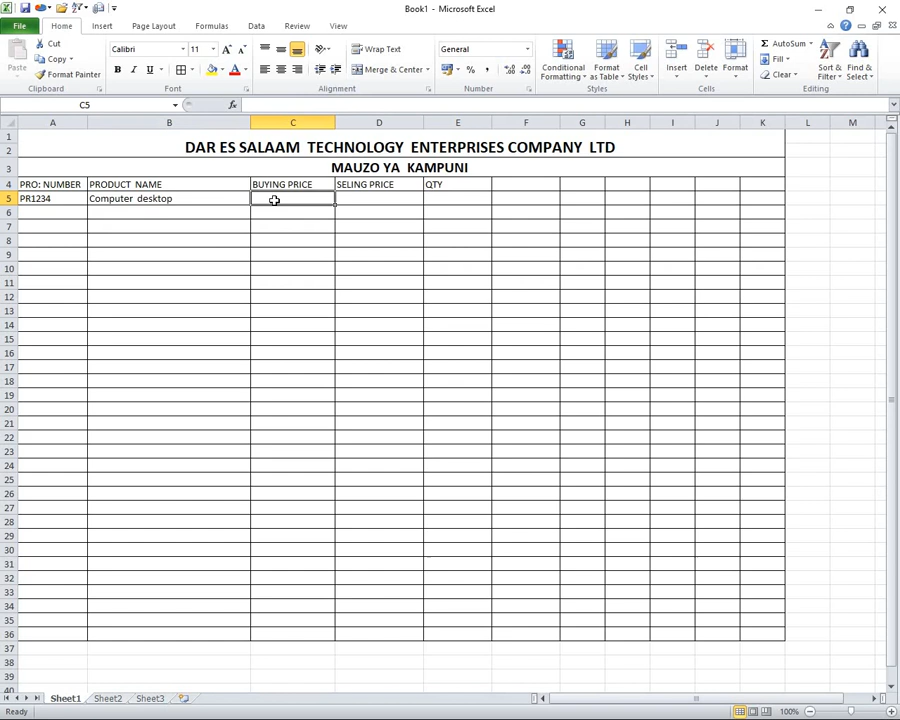 Book1 - Microsoft Excel
File Home Insert Page Layout Formulas Data Review View
Cut
Copy
Format Painter
Paste
Clipboard
Calibri 11
B I U
Font
Wrap Text
Merge & Center
Alignment
General
% ,
Number
Conditional Formatting
Format as Table
Cell Styles
Styles
Insert Delete Format
Cells
Σ AutoSum
Fill
Clear
Sort & Filter
Find & Select
Editing
C5 fx
A B C D E F G H I J K L M
1
2 DAR ES SALAAM TECHNOLOGY ENTERPRISES COMPANY LTD
3 MAUZO YA KAMPUNI
4 PRO: NUMBER PRODUCT NAME BUYING PRICE SELING PRICE QTY
5 PR1234 Computer desktop
6
7
8
9
10
11
12
13
14
15
16
17
18
19
20
21
22
23
24
25
26
27
28
29
30
31
32
33
34
35
36
37
38
39
40
Sheet1 Sheet2 Sheet3
Ready 100%